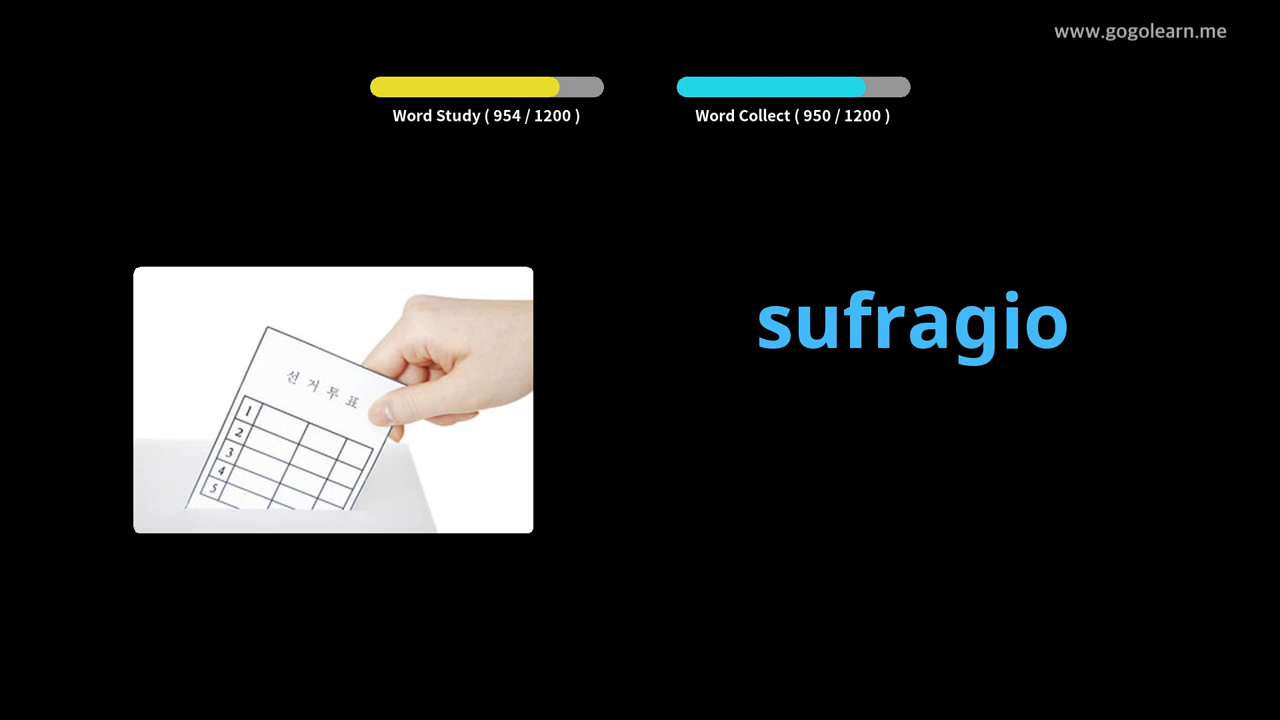 www.gogolearn.me
Word Study ( 954 / 1200 )
Word Collect ( 950 / 1200 )
sufragio
선거투표
1
2
3
4
5